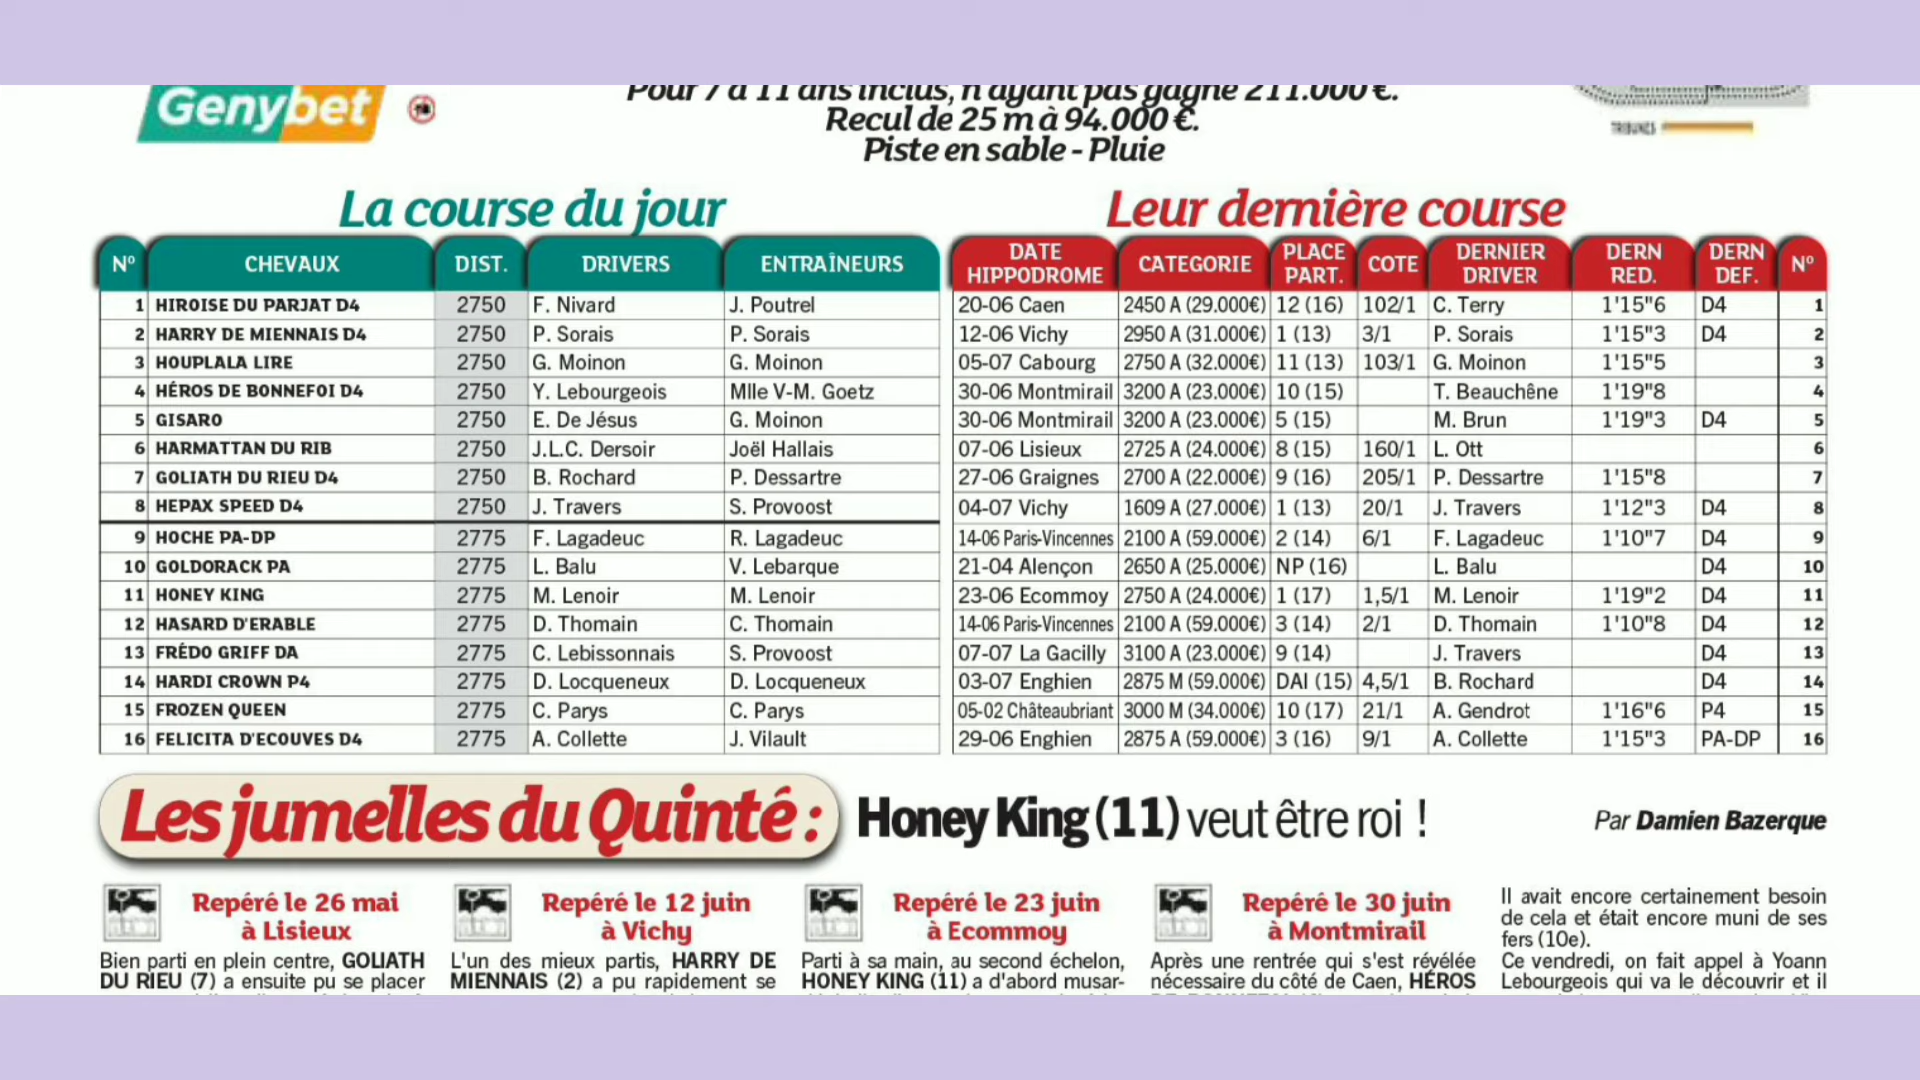 Genybet
Pour 7 à 11 ans inclus, n'ayant pas gagné 211.000 €.
Recul de 25 m à 94.000 €.
Piste en sable - Pluie
TRIBUNES
La course du jour
Leur dernière course
N° CHEVAUX DIST. DRIVERS ENTRAÎNEURS DATE HIPPODROME CATEGORIE PLACE PART. COTE DERNIER DRIVER DERN RED. DERN DEF. N°
1 HIROISE DU PARJAT D4 2750 F. Nivard J. Poutrel 20-06 Caen 2450 A (29.000€) 12 (16) 102/1 C. Terry 1'15"6 D4 1
2 HARRY DE MIENNAIS D4 2750 P. Sorais P. Sorais 12-06 Vichy 2950 A (31.000€) 1 (13) 3/1 P. Sorais 1'15"3 D4 2
3 HOUPLALA LIRE 2750 G. Moinon G. Moinon 05-07 Cabourg 2750 A (32.000€) 11 (13) 103/1 G. Moinon 1'15"5 3
4 HÉROS DE BONNEFOI D4 2750 Y. Lebourgeois Mlle V-M. Goetz 30-06 Montmirail 3200 A (23.000€) 10 (15) T. Beauchêne 1'19"8 4
5 GISARO 2750 E. De Jésus G. Moinon 30-06 Montmirail 3200 A (23.000€) 5 (15) M. Brun 1'19"3 D4 5
6 HARMATTAN DU RIB 2750 J.L.C. Dersoir Joël Hallais 07-06 Lisieux 2725 A (24.000€) 8 (15) 160/1 L. Ott 6
7 GOLIATH DU RIEU D4 2750 B. Rochard P. Dessartre 27-06 Graignes 2700 A (22.000€) 9 (16) 205/1 P. Dessartre 1'15"8 7
8 HEPAX SPEED D4 2750 J. Travers S. Provoost 04-07 Vichy 1609 A (27.000€) 1 (13) 20/1 J. Travers 1'12"3 D4 8
9 HOCHE PA-DP 2775 F. Lagadeuc R. Lagadeuc 14-06 Paris-Vincennes 2100 A (59.000€) 2 (14) 6/1 F. Lagadeuc 1'10"7 D4 9
10 GOLDORACK PA 2775 L. Balu V. Lebarque 21-04 Alençon 2650 A (25.000€) NP (16) L. Balu D4 10
11 HONEY KING 2775 M. Lenoir M. Lenoir 23-06 Ecommoy 2750 A (24.000€) 1 (17) 1,5/1 M. Lenoir 1'19"2 D4 11
12 HASARD D'ERABLE 2775 D. Thomain C. Thomain 14-06 Paris-Vincennes 2100 A (59.000€) 3 (14) 2/1 D. Thomain 1'10"8 D4 12
13 FRÉDO GRIFF DA 2775 C. Lebissonnais S. Provoost 07-07 La Gacilly 3100 A (23.000€) 9 (14) J. Travers D4 13
14 HARDI CROWN P4 2775 D. Locqueneux D. Locqueneux 03-07 Enghien 2875 M (59.000€) DAI (15) 4,5/1 B. Rochard D4 14
15 FROZEN QUEEN 2775 C. Parys C. Parys 05-02 Châteaubriant 3000 M (34.000€) 10 (17) 21/1 A. Gendrot 1'16"6 P4 15
16 FELICITA D'ECOUVES D4 2775 A. Collette J. Vilault 29-06 Enghien 2875 A (59.000€) 3 (16) 9/1 A. Collette 1'15"3 PA-DP 16
Les jumelles du Quinté : Honey King (11) veut être roi !
Par Damien Bazerque
Repéré le 26 mai
à Lisieux
Bien parti en plein centre, GOLIATH
DU RIEU (7) a ensuite pu se placer
Repéré le 12 juin
à Vichy
L'un des mieux partis, HARRY DE
MIENNAIS (2) a pu rapidement se
Repéré le 23 juin
à Ecommoy
Parti à sa main, au second échelon,
HONEY KING (11) a d'abord musar-
Repéré le 30 juin
à Montmirail
Après une rentrée qui s'est révélée
nécessaire du côté de Caen, HÉROS
Il avait encore certainement besoin
de cela et était encore muni de ses
fers (10e).
Ce vendredi, on fait appel à Yoann
Lebourgeois qui va le découvrir et il